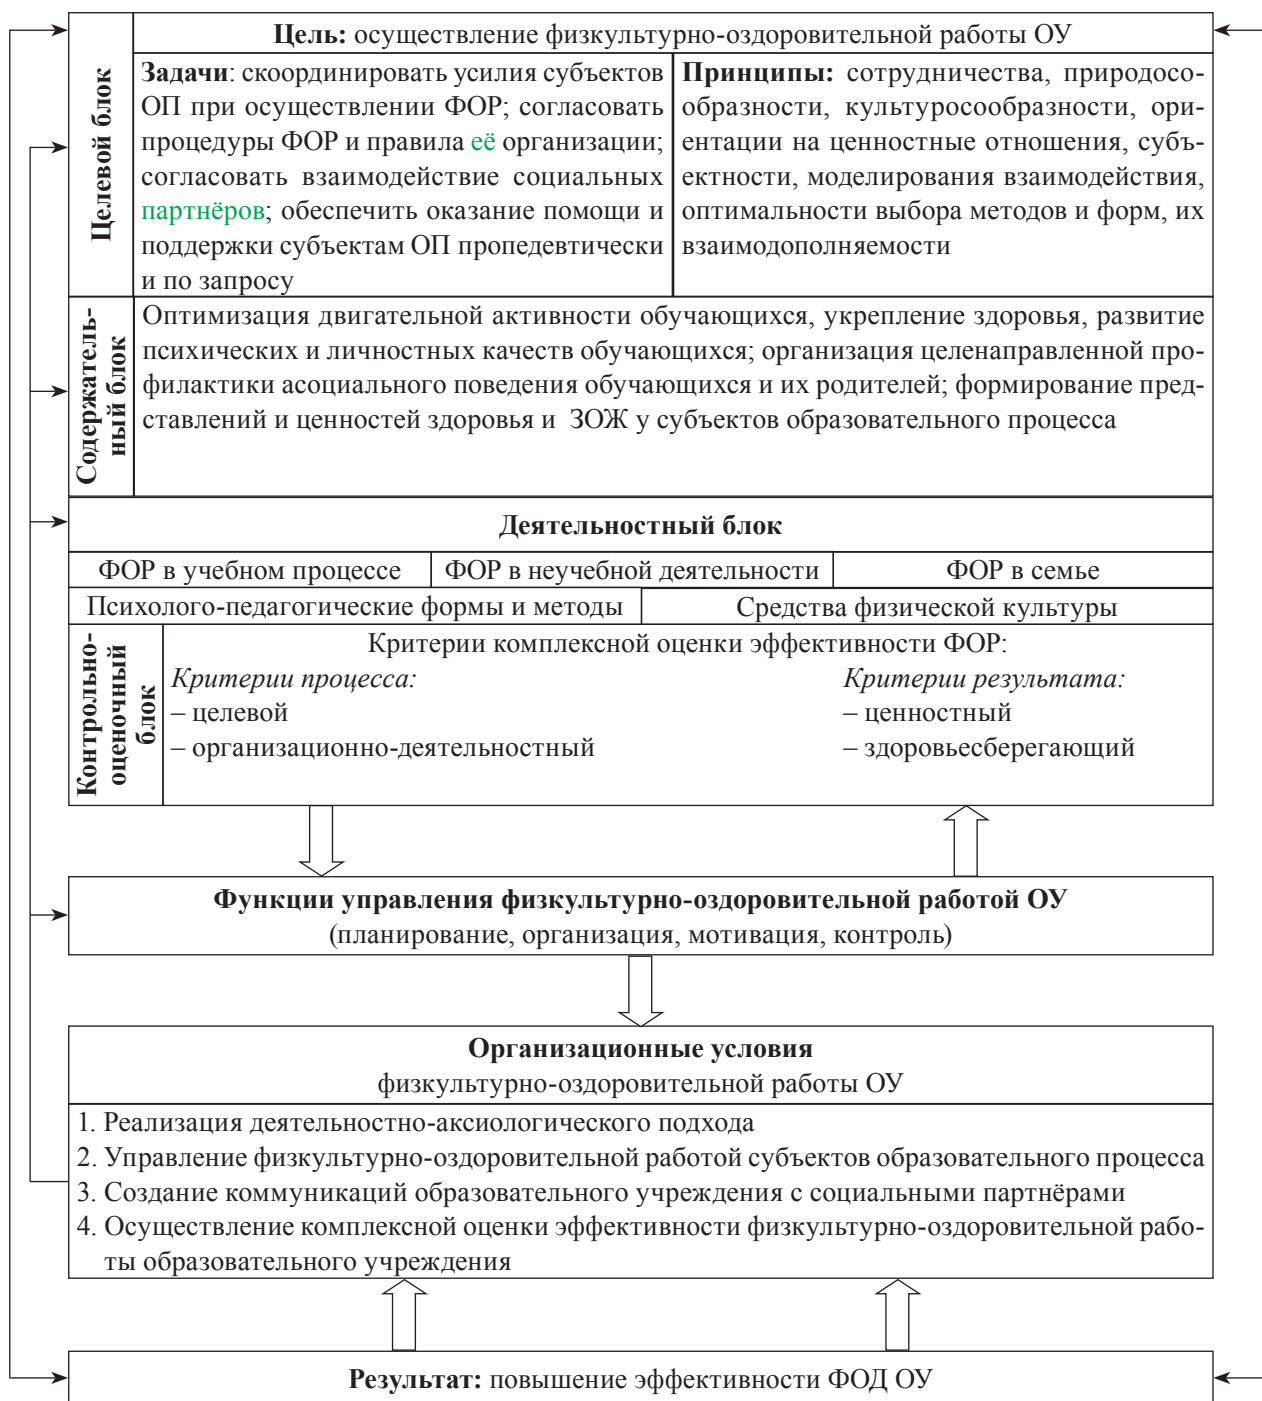 Цель: осуществление физкультурно-оздоровительной работы ОУ
Целевой блок
Задачи: скоординировать усилия субъектов
ОП при осуществлении ФОР; согласовать
процедуры ФОР и правила её организации;
согласовать взаимодействие социальных
партнёров; обеспечить оказание помощи и
поддержки субъектам ОП пропедевтически
и по запросу
Принципы: сотрудничества, природосо-
образности, культуросообразности, ори-
ентации на ценностные отношения, субъ-
ектности, моделирования взаимодействия,
оптимальности выбора методов и форм, их
взаимодополняемости
Содержатель-
ный блок
Оптимизация двигательной активности обучающихся, укрепление здоровья, развитие
психических и личностных качеств обучающихся; организация целенаправленной про-
филактики асоциального поведения обучающихся и их родителей; формирование пред-
ставлений и ценностей здоровья и ЗОЖ у субъектов образовательного процесса
Деятельностный блок
ФОР в учебном процессе
ФОР в неучебной деятельности
ФОР в семье
Психолого-педагогические формы и методы
Средства физической культуры
Контрольно-
оценочный
блок
Критерии комплексной оценки эффективности ФОР:
Критерии процесса:
– целевой
– организационно-деятельностный
Критерии результата:
– ценностный
– здоровьесберегающий
Функции управления физкультурно-оздоровительной работой ОУ
(планирование, организация, мотивация, контроль)
Организационные условия
физкультурно-оздоровительной работы ОУ
1. Реализация деятельностно-аксиологического подхода
2. Управление физкультурно-оздоровительной работой субъектов образовательного процесса
3. Создание коммуникаций образовательного учреждения с социальными партнёрами
4. Осуществление комплексной оценки эффективности физкультурно-оздоровительной рабо-
ты образовательного учреждения
Результат: повышение эффективности ФОД ОУ